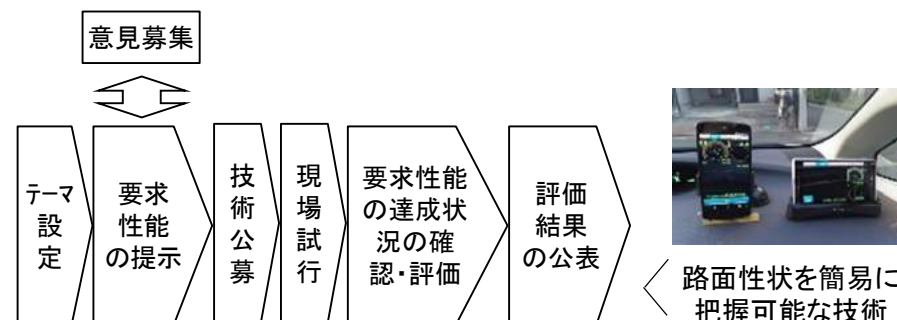 意見募集
テーマ
設
定
要求
性能
の提示
技
術
公
募
現
場
試
行
要求性能
の達成状
況の確
認・評価
評価
結果
の公表
路面性状を簡易に
把握可能な技術